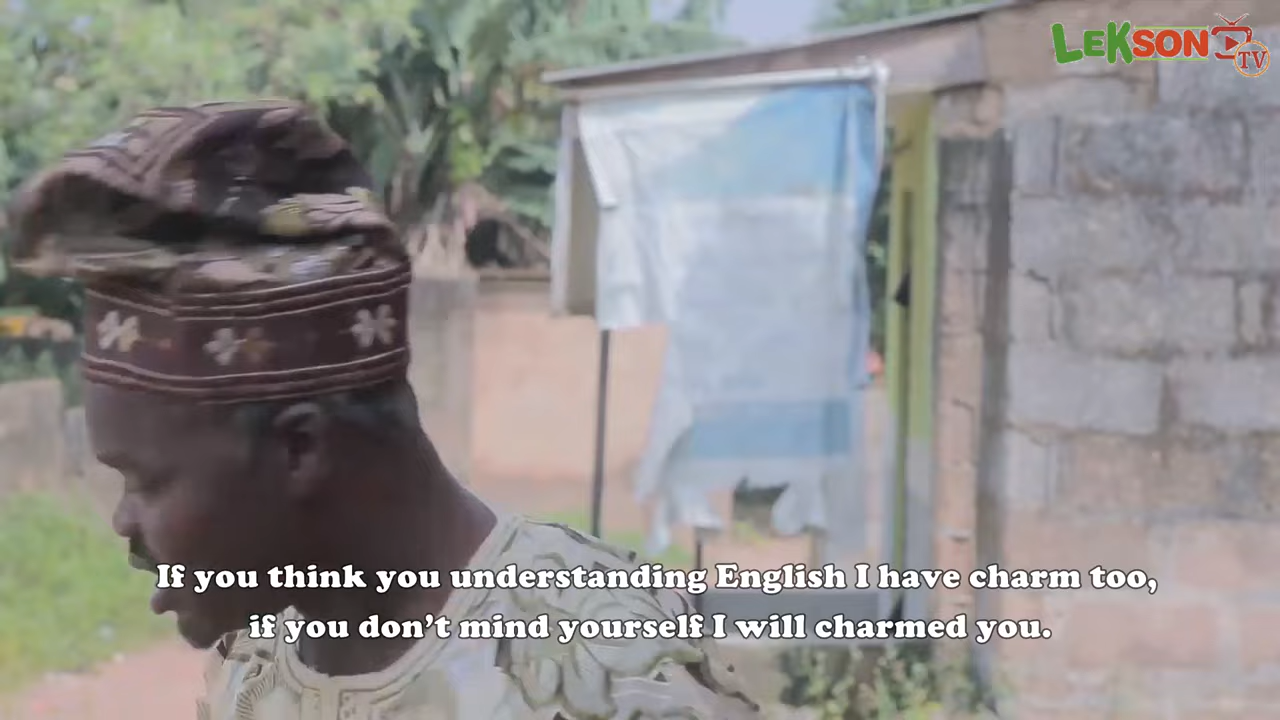 LEKSON TV
If you think you understanding English I have charm too,
if you don't mind yourself I will charmed you.